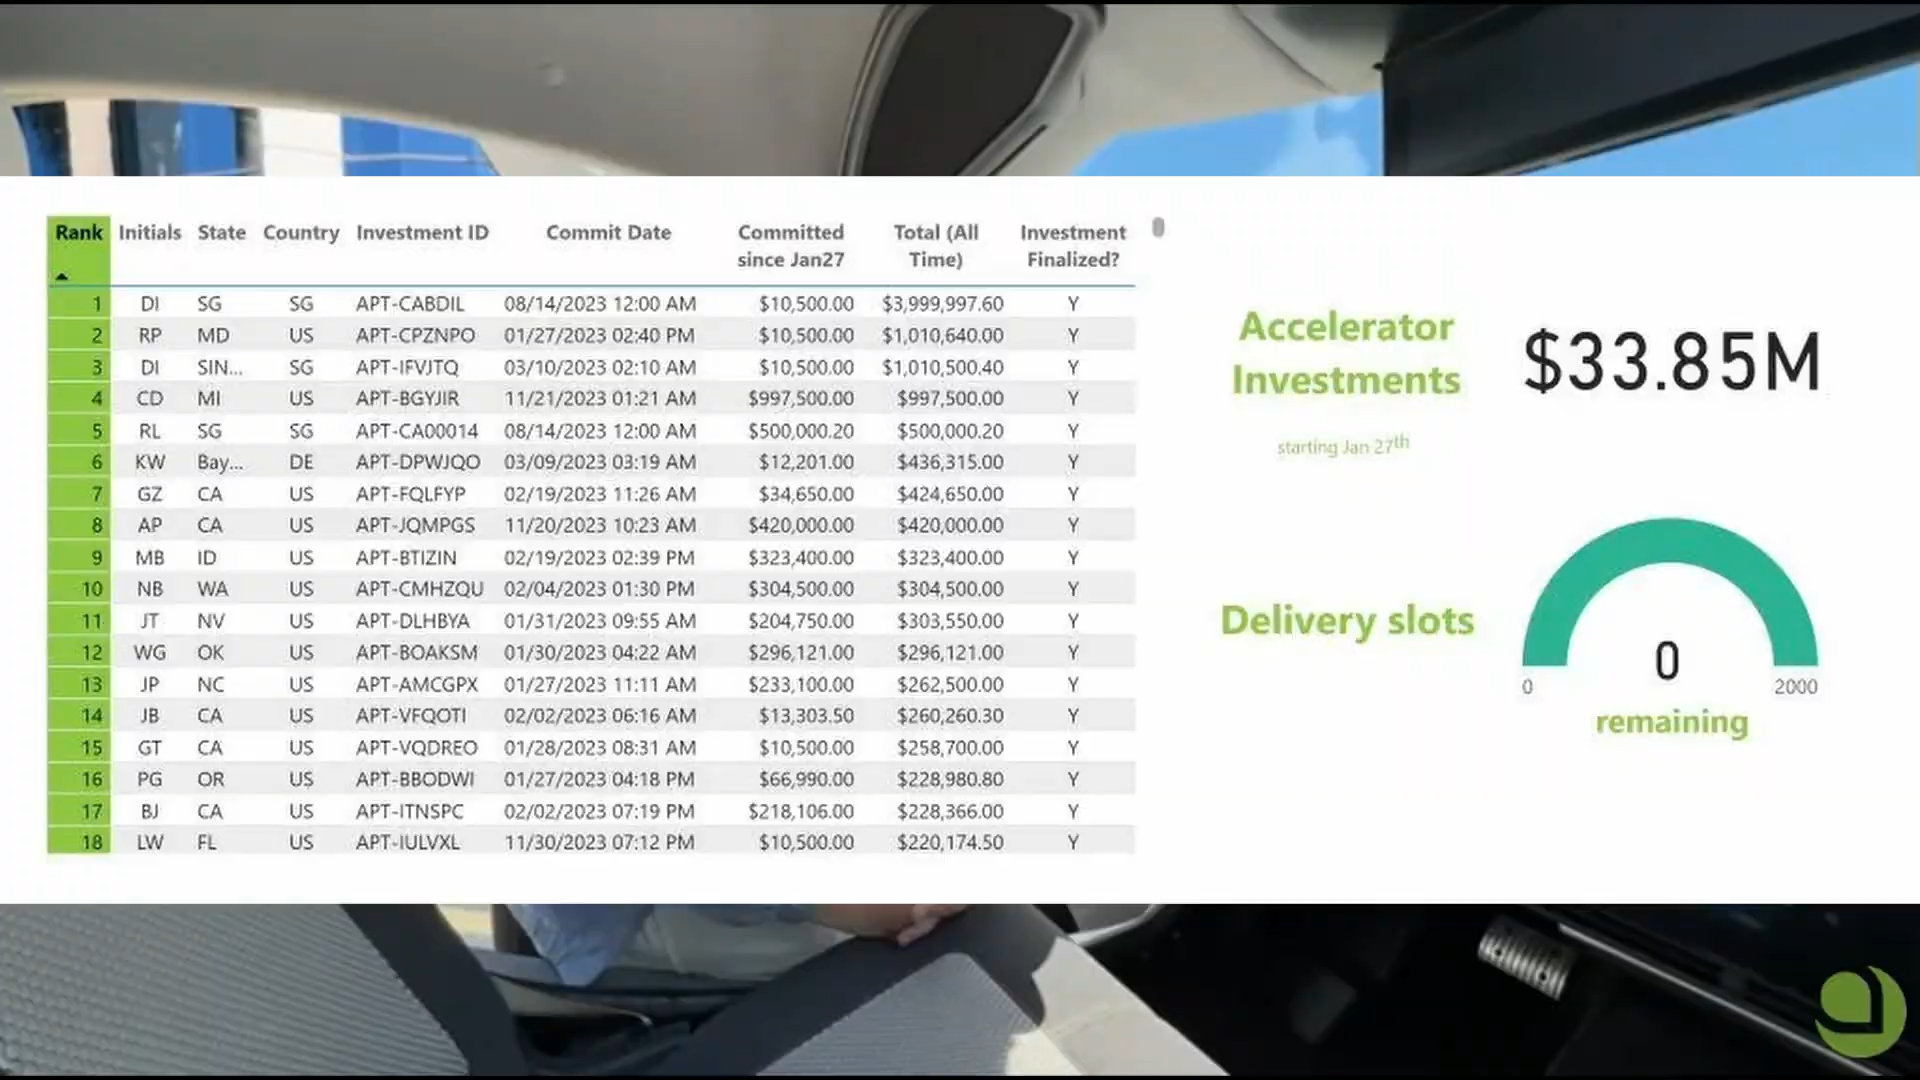 Rank Initials State Country Investment ID Commit Date Committed since Jan27 Total (All Time) Investment Finalized?
1 DI SG SG APT-CABDIL 08/14/2023 12:00 AM $10,500.00 $3,999,997.60 Y
2 RP MD US APT-CPZNPO 01/27/2023 02:40 PM $10,500.00 $1,010,640.00 Y
3 DI SIN... SG APT-IFVJTQ 03/10/2023 02:10 AM $10,500.00 $1,010,500.40 Y
4 CD MI US APT-BGYJIR 11/21/2023 01:21 AM $997,500.00 $997,500.00 Y
5 RL SG SG APT-CA00014 08/14/2023 12:00 AM $500,000.20 $500,000.20 Y
6 KW Bay... DE APT-DPWJQO 03/09/2023 03:19 AM $12,201.00 $436,315.00 Y
7 GZ CA US APT-FQLFYP 02/19/2023 11:26 AM $34,650.00 $424,650.00 Y
8 AP CA US APT-JQMPGS 11/20/2023 10:23 AM $420,000.00 $420,000.00 Y
9 MB ID US APT-BTIZIN 02/19/2023 02:39 PM $323,400.00 $323,400.00 Y
10 NB WA US APT-CMHZQU 02/04/2023 01:30 PM $304,500.00 $304,500.00 Y
11 JT NV US APT-DLHBYA 01/31/2023 09:55 AM $204,750.00 $303,550.00 Y
12 WG OK US APT-BOAKSM 01/30/2023 04:22 AM $296,121.00 $296,121.00 Y
13 JP NC US APT-AMCGPX 01/27/2023 11:11 AM $233,100.00 $262,500.00 Y
14 JB CA US APT-VFQOTI 02/02/2023 06:16 AM $13,303.50 $260,260.30 Y
15 GT CA US APT-VQDREO 01/28/2023 08:31 AM $10,500.00 $258,700.00 Y
16 PG OR US APT-BBODWI 01/27/2023 04:18 PM $66,990.00 $228,980.80 Y
17 BJ CA US APT-ITNSPC 02/02/2023 07:19 PM $218,106.00 $228,366.00 Y
18 LW FL US APT-IULVXL 11/30/2023 07:12 PM $10,500.00 $220,174.50 Y
Accelerator
Investments
$33.85M
starting Jan 27th
Delivery slots
0
0 2000
remaining